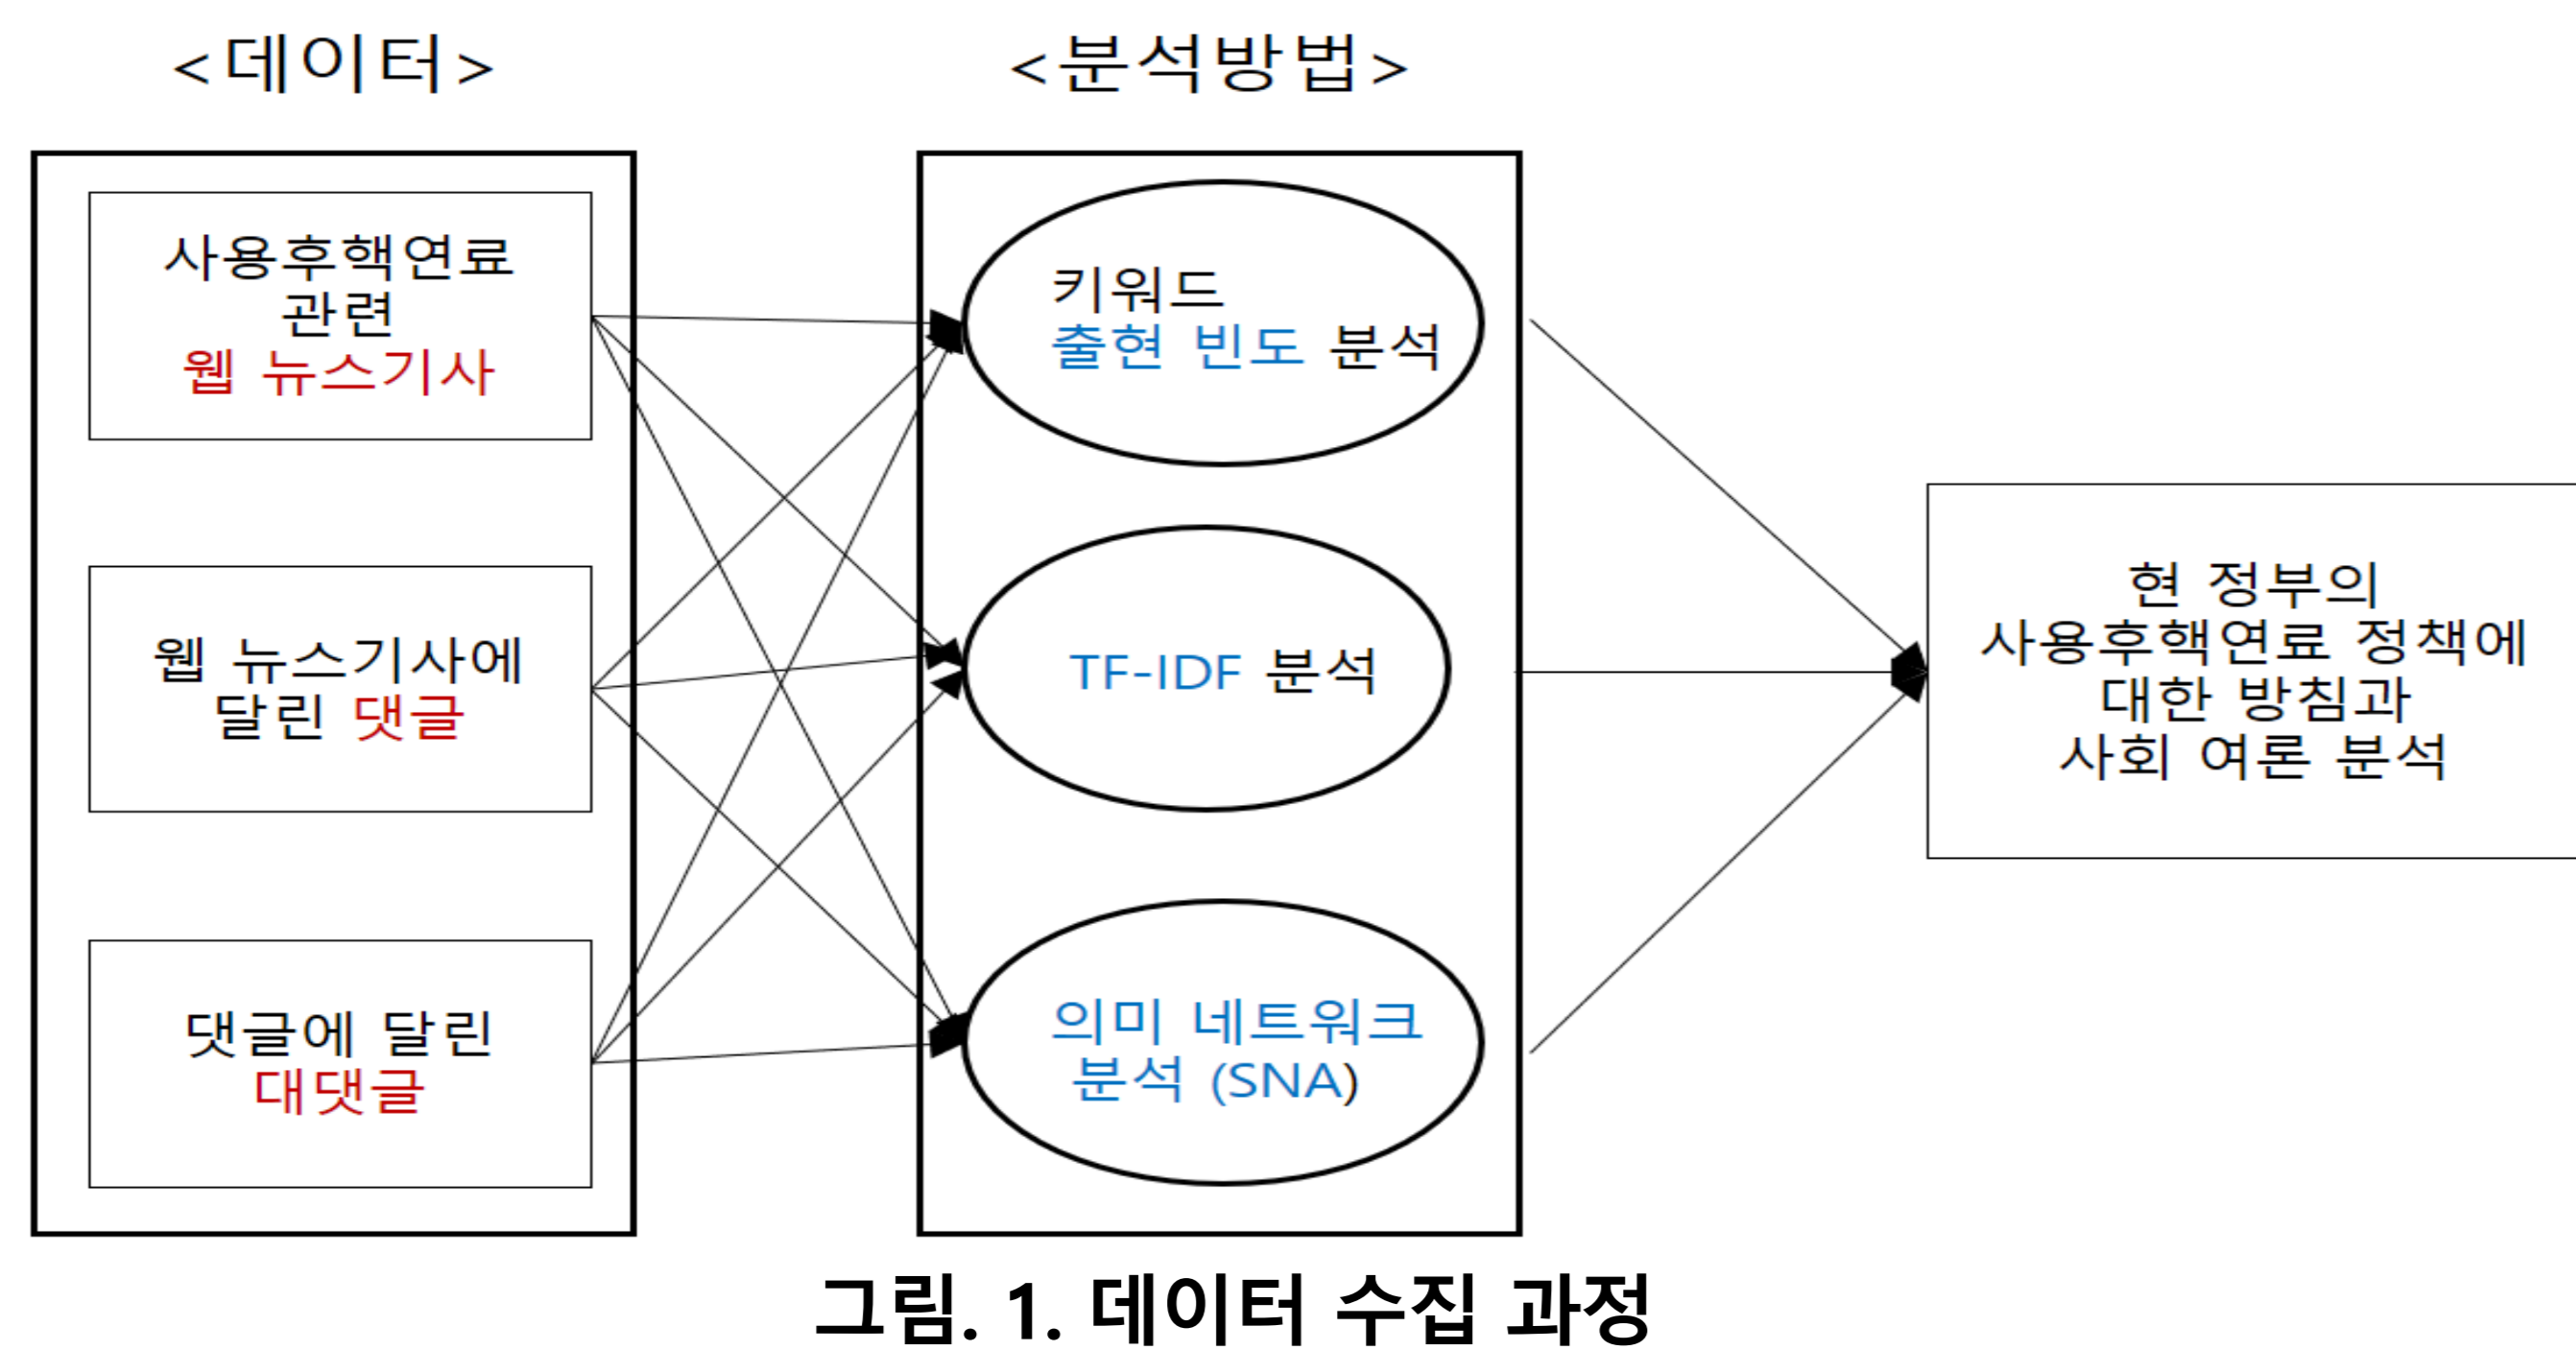 <데이터>
<분석방법>
사용후핵연료
관련
웹 뉴스기사
웹 뉴스기사에
달린 댓글
댓글에 달린
대댓글
키워드
출현 빈도 분석
TF-IDF 분석
의미 네트워크
분석 (SNA)
현 정부의
사용후핵연료 정책에
대한 방침과
사회 여론 분석
그림. 1. 데이터 수집 과정